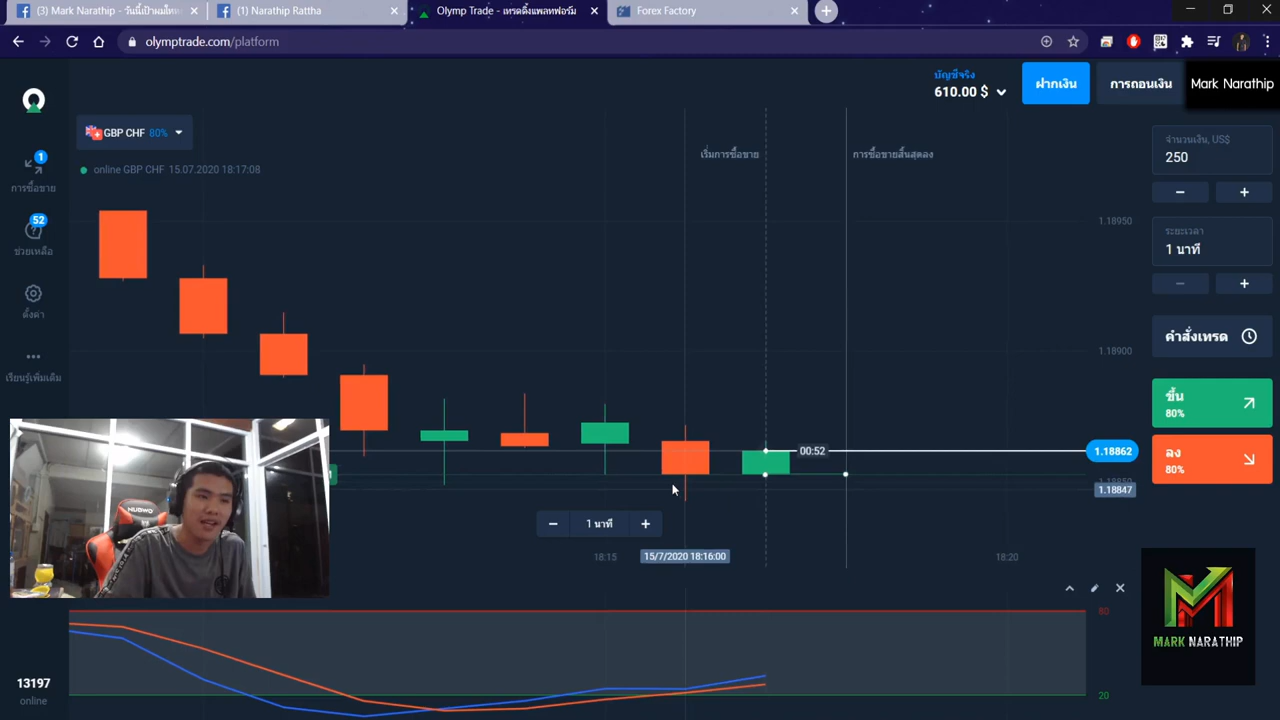 (3) Mark Narathip - วันนี้เป้าผมไหม
(1) Narathip Rattha
Olymp Trade - เทรดดิ้งแพลทฟอร์ม
Forex Factory
olymptrade.com/platform
บัญชีจริง
610.00 $
ฝากเงิน
การถอนเงิน
Mark Narathip
GBP CHF 80%
online GBP CHF 15.07.2020 18:17:08
เริ่มการซื้อขาย
การซื้อขายสิ้นสุดลง
1
การซื้อขาย
52
ช่วยเหลือ
ตั้งค่า
เรียนรู้เพิ่มเติม
จำนวนเงิน, US$
250
ระยะเวลา
1 นาที
คำสั่งเทรด
ขึ้น
80%
ลง
80%
1.18950
1.18900
1.18862
1.18850
1.18847
00:52
1 นาที
18:15
15/7/2020 18:16:00
18:20
HUBWO
80
20
MARK NARATHIP
13197
online